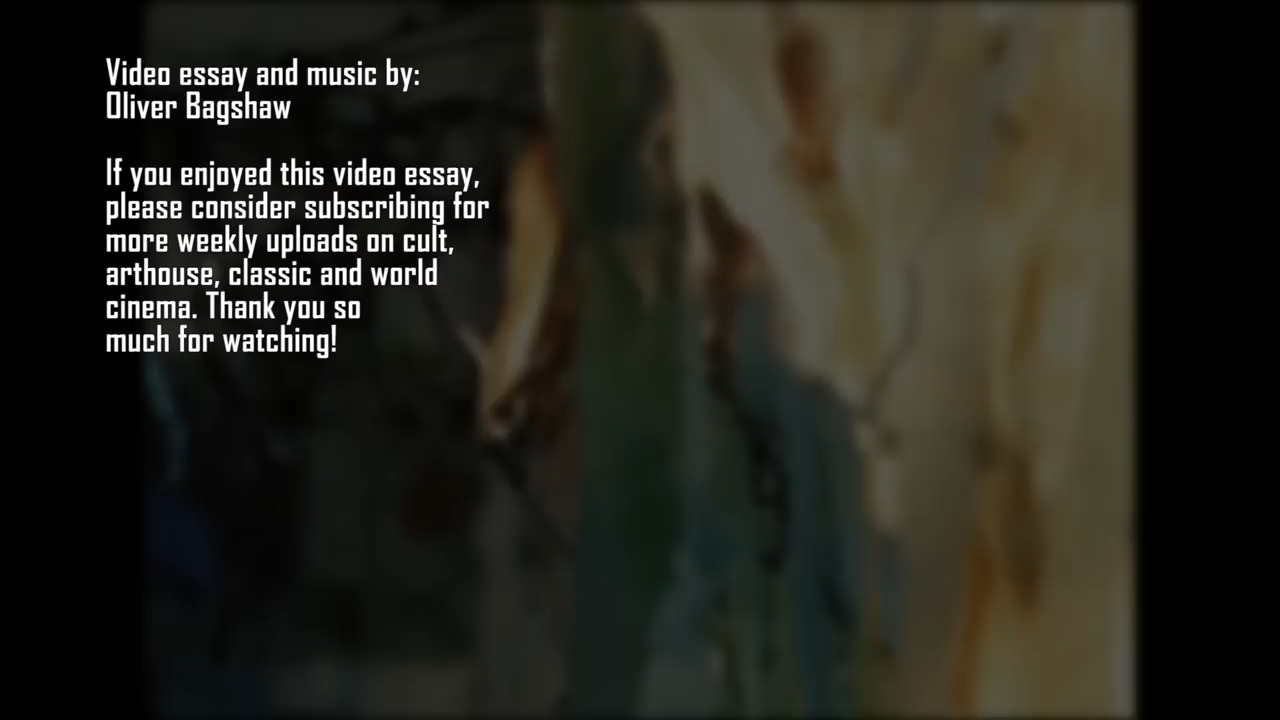 Video essay and music by:
Oliver Bagshaw
If you enjoyed this video essay,
please consider subscribing for
more weekly uploads on cult,
arthouse, classic and world
cinema. Thank you so
much for watching!